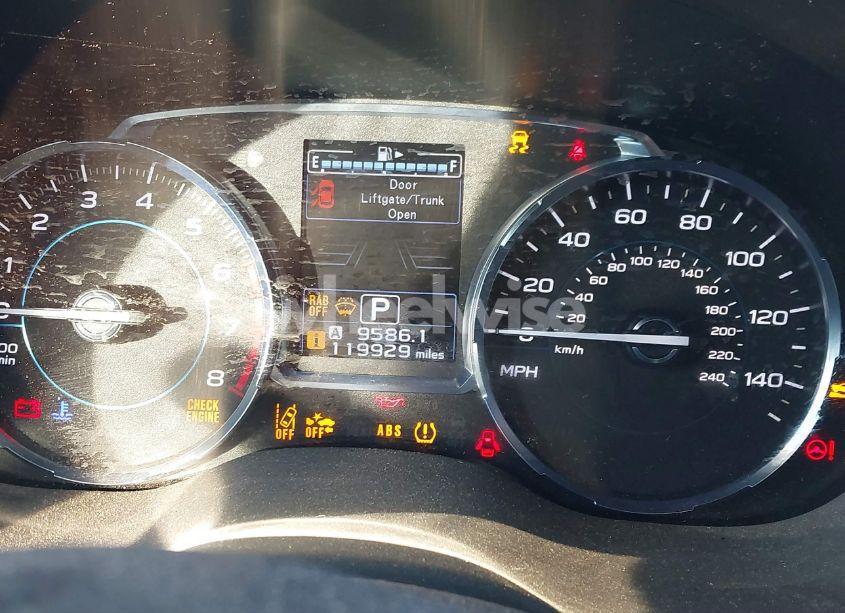 E F
Door
Liftgate/Trunk
Open
RAB
OFF
P
A 9586.1
i 119929 miles
1 2 3 4 5 6 7 8
CHECK
ENGINE
OFF OFF
ABS
20 40 60 80 100 120 140
20 40 60 80 100 120 140 160 180 200 220 240
km/h
MPH